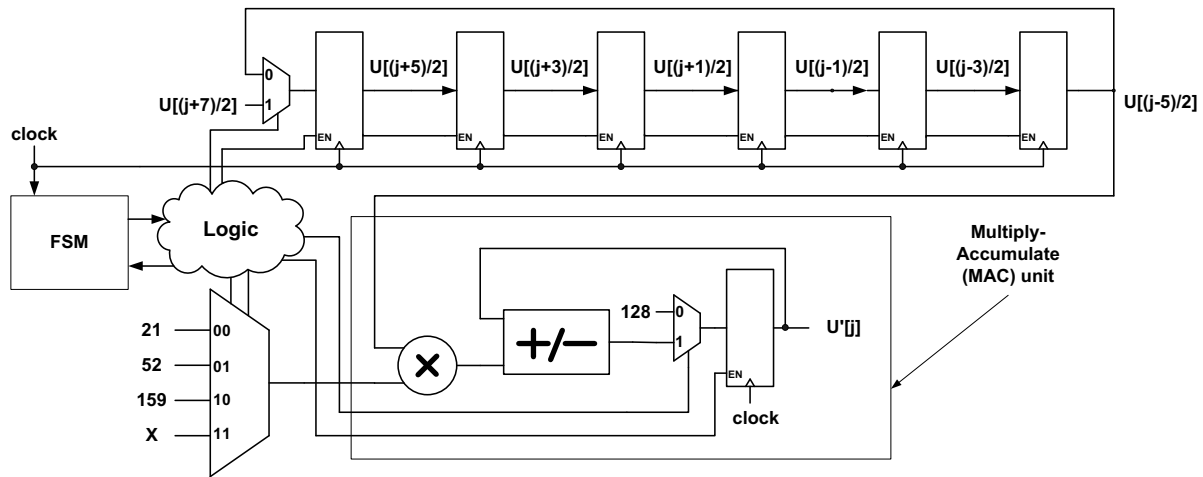 U[(j+5)/2]
U[(j+3)/2]
U[(j+1)/2]
U[(j-1)/2]
U[(j-3)/2]
0
U[(j+7)/2]
1
U[(j-5)/2]
clock
EN
EN
EN
EN
EN
EN
FSM
Logic
Multiply-
Accumulate
(MAC) unit
21
00
52
01
159
10
X
11
×
+/−
128
0
1
EN
U'[j]
clock